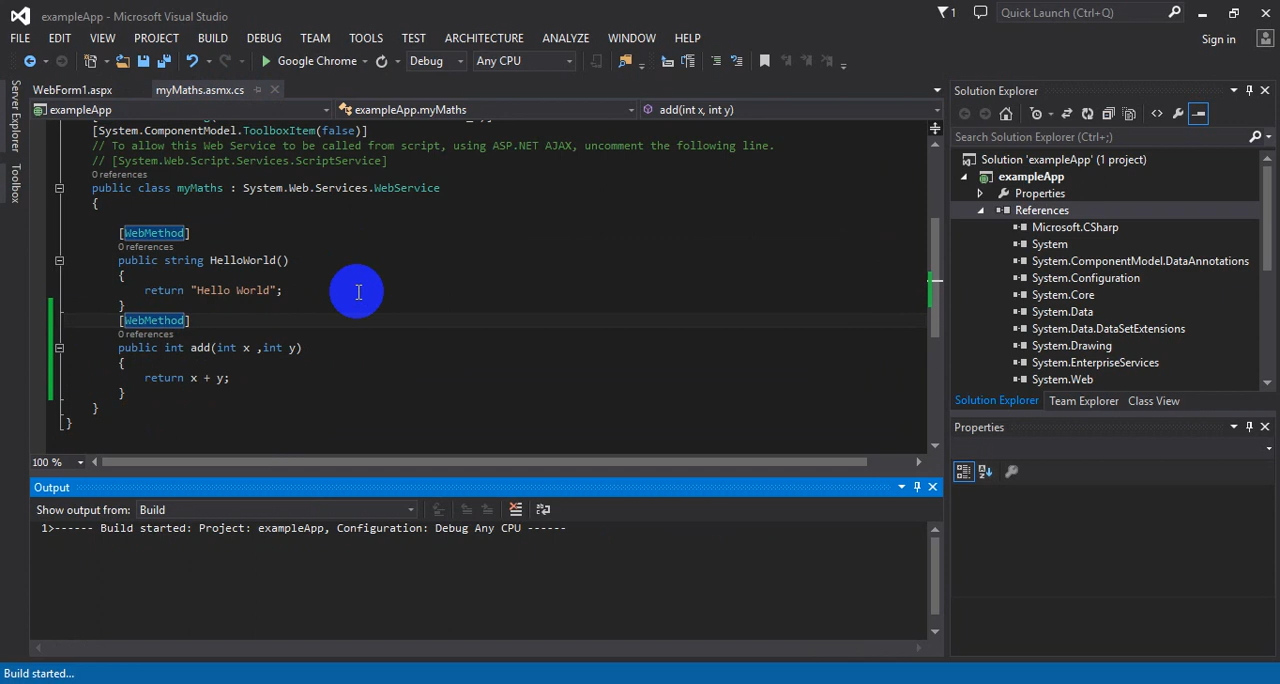 exampleApp - Microsoft Visual Studio
1
Quick Launch (Ctrl+Q)
FILE EDIT VIEW PROJECT BUILD DEBUG TEAM TOOLS TEST ARCHITECTURE ANALYZE WINDOW HELP
Sign in
Google Chrome
Debug
Any CPU
Server Explorer
Toolbox
WebForm1.aspx
myMaths.asmx.cs
exampleApp
exampleApp.myMaths
add(int x, int y)
[System.ComponentModel.ToolboxItem(false)]
// To allow this Web Service to be called from script, using ASP.NET AJAX, uncomment the following line.
// [System.Web.Script.Services.ScriptService]
0 references
public class myMaths : System.Web.Services.WebService
{
[WebMethod]
0 references
public string HelloWorld()
{
return "Hello World";
}
[WebMethod]
0 references
public int add(int x ,int y)
{
return x + y;
}
}
}
100 %
Output
Show output from: Build
1>------ Build started: Project: exampleApp, Configuration: Debug Any CPU ------
Solution Explorer
Search Solution Explorer (Ctrl+;)
Solution 'exampleApp' (1 project)
exampleApp
Properties
References
Microsoft.CSharp
System
System.ComponentModel.DataAnnotations
System.Configuration
System.Core
System.Data
System.Data.DataSetExtensions
System.Drawing
System.EnterpriseServices
System.Web
Solution Explorer Team Explorer Class View
Properties
Build started...